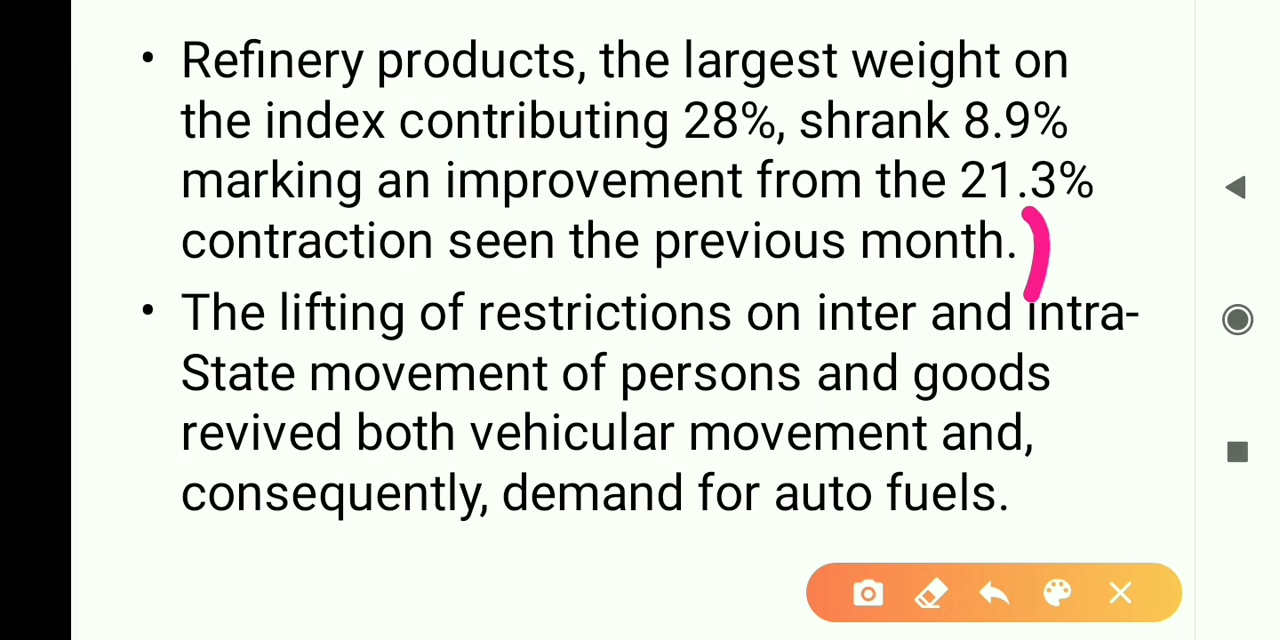 • Refinery products, the largest weight on
the index contributing 28%, shrank 8.9%
marking an improvement from the 21.3%
contraction seen the previous month.
• The lifting of restrictions on inter and intra-
State movement of persons and goods
revived both vehicular movement and,
consequently, demand for auto fuels.